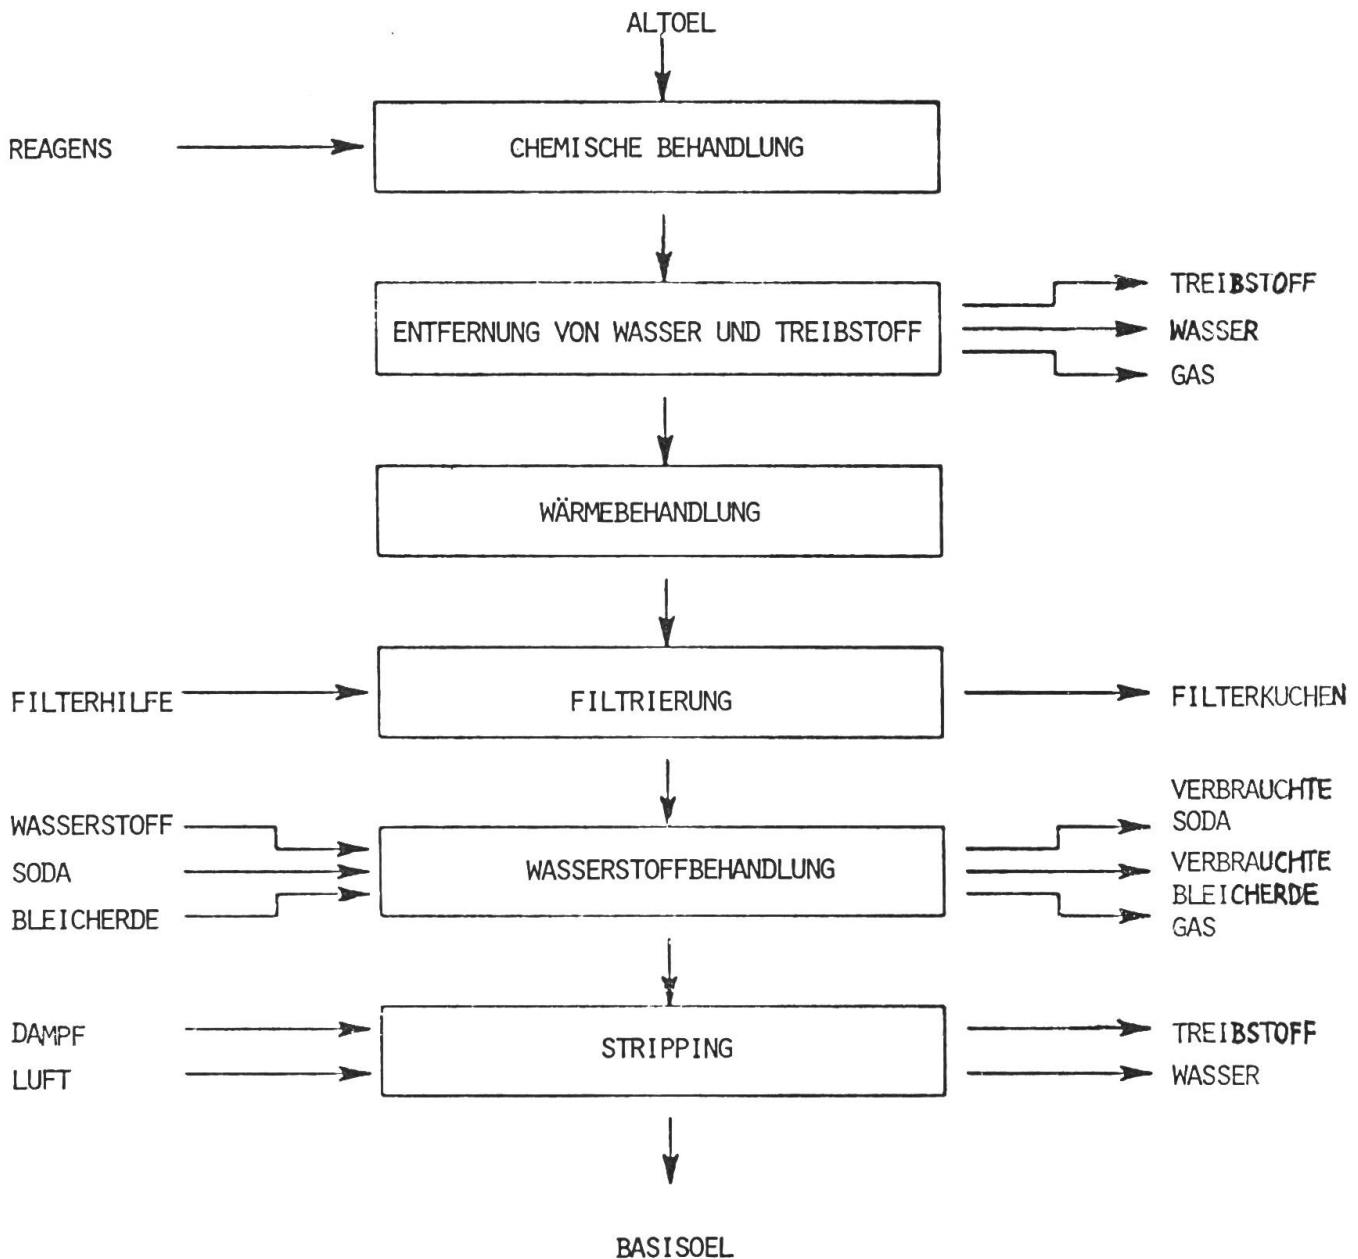 ALTOEL
REAGENS
CHEMISCHE BEHANDLUNG
ENTFERNUNG VON WASSER UND TREIBSTOFF
TREIBSTOFF
WASSER
GAS
WÄRMEBEHANDLUNG
FILTERHILFE
FILTRIERUNG
FILTERKUCHEN
WASSERSTOFF
SODA
BLEICHERDE
WASSERSTOFFBEHANDLUNG
VERBRAUCHTE
SODA
VERBRAUCHTE
BLEICHERDE
GAS
DAMPF
LUFT
STRIPPING
TREIBSTOFF
WASSER
BASISOEL